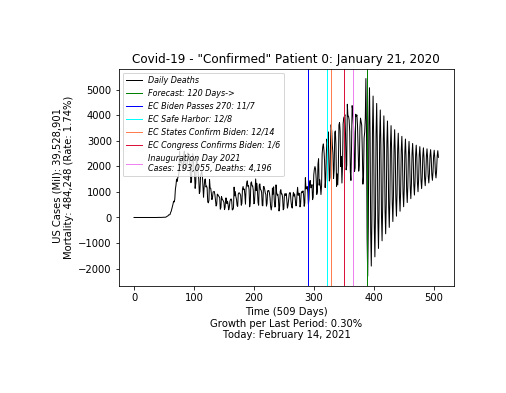 Covid-19 - "Confirmed" Patient 0: January 21, 2020
US Cases (Mil): 39,528,901
Mortality: 484,248 (Rate: 1.74%)
5000
4000
3000
2000
1000
0
−1000
−2000
Daily Deaths
Forecast: 120 Days->
EC Biden Passes 270: 11/7
EC Safe Harbor: 12/8
EC States Confirm Biden: 12/14
EC Congress Confirms Biden: 1/6
Inauguration Day 2021
Cases: 193,055, Deaths: 4,196
0 100 200 300 400 500
Time (509 Days)
Growth per Last Period: 0.30%
Today: February 14, 2021